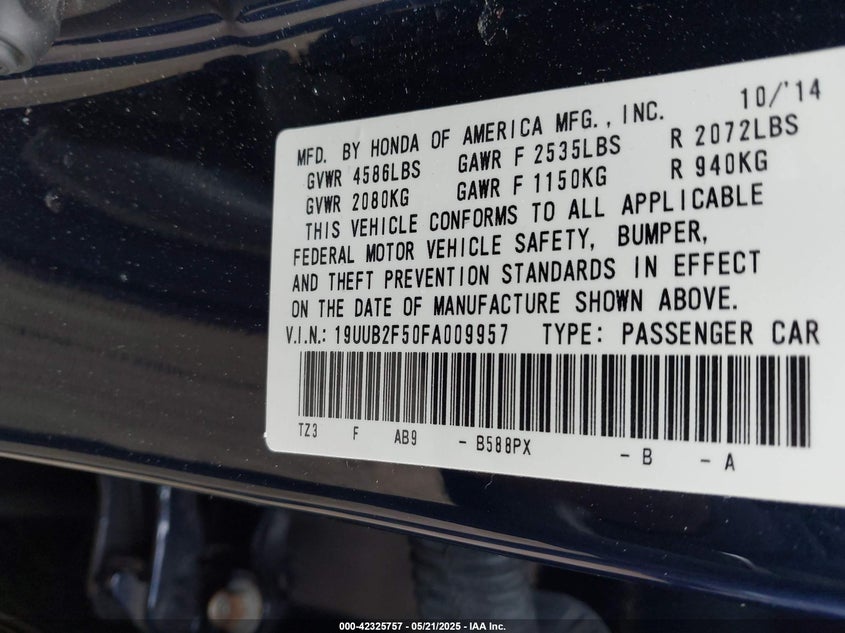 10/'14
MFD. BY HONDA OF AMERICA MFG., INC.
GVWR 4586LBS GAWR F 2535LBS R 2072LBS
GVWR 2080KG GAWR F 1150KG R 940KG
THIS VEHICLE CONFORMS TO ALL APPLICABLE
FEDERAL MOTOR VEHICLE SAFETY, BUMPER,
AND THEFT PREVENTION STANDARDS IN EFFECT
ON THE DATE OF MANUFACTURE SHOWN ABOVE.
V.I.N.: 19UUB2F50FA009957 TYPE: PASSENGER CAR
TZ3 F AB9 - B588PX - B - A
000-42325757 - 05/21/2025 - IAA Inc.